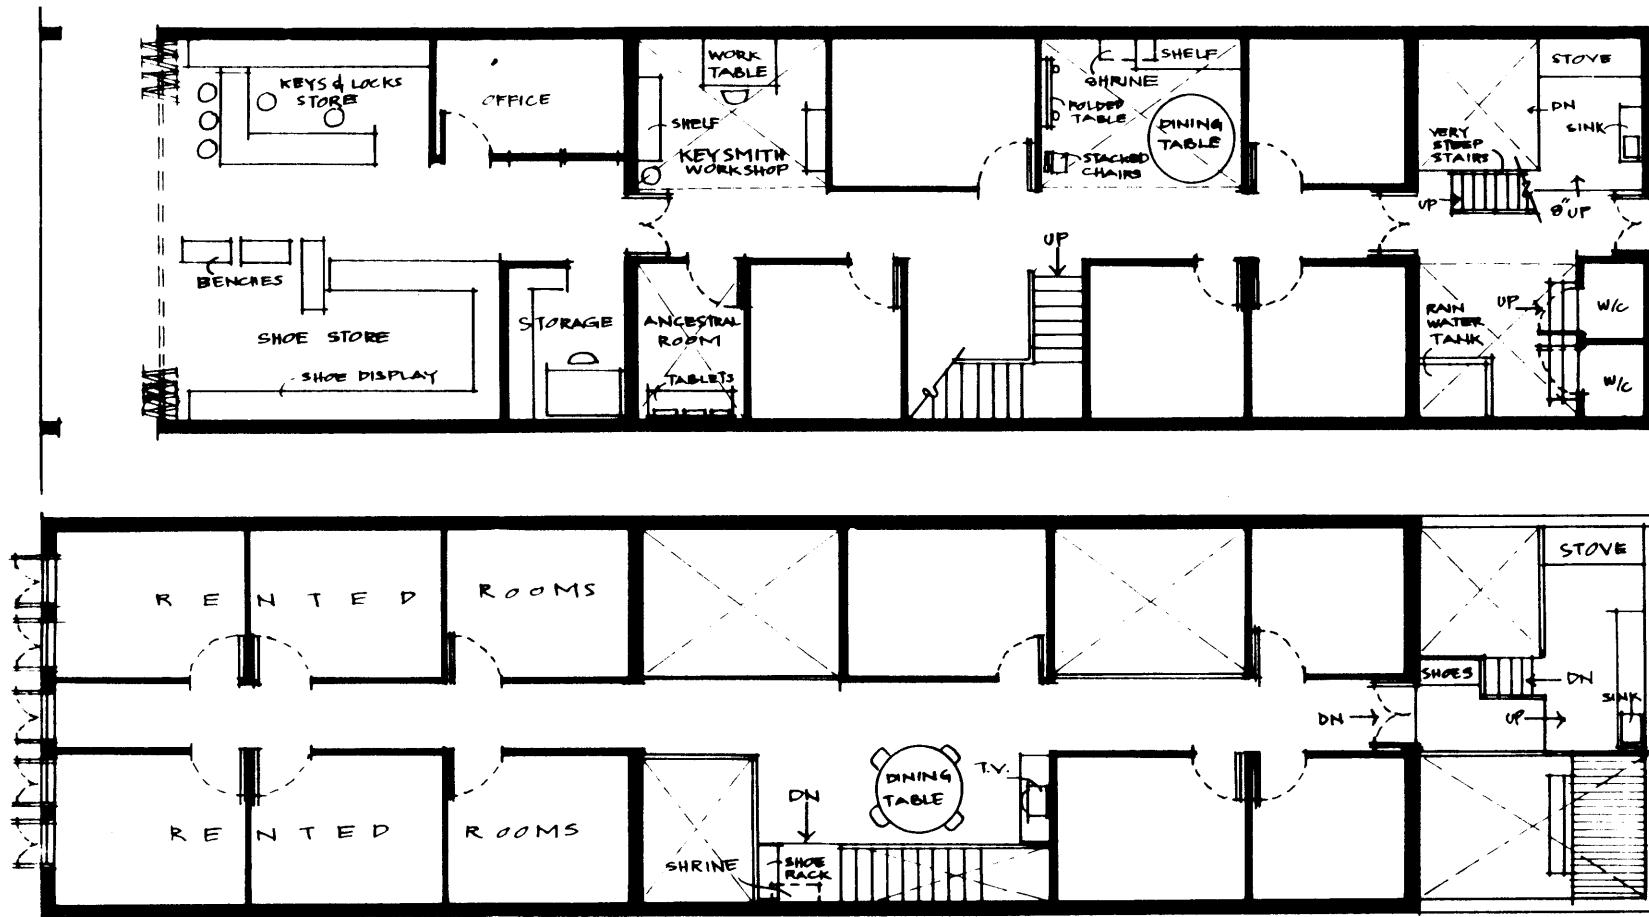 KEYS & LOCKS
STORE
OFFICE
WORK
TABLE
SHELF
KEYSMITH
WORKSHOP
SHELF
SHRINE
FOLDED
TABLE
DINING
TABLE
STACKED
CHAIRS
STOVE
DN
SINK
VERY
STEEP
STAIRS
UP
8"UP
BENCHES
SHOE STORE
SHOE DISPLAY
STORAGE
ANCESTRAL
ROOM
TABLETS
UP
RAIN
WATER
TANK
UP
W/C
W/C
RENTED ROOMS
STOVE
SHOES
DN
SINK
DN
UP
RENTED ROOMS
SHRINE
DN
SHOE
RACK
DINING
TABLE
T.V.